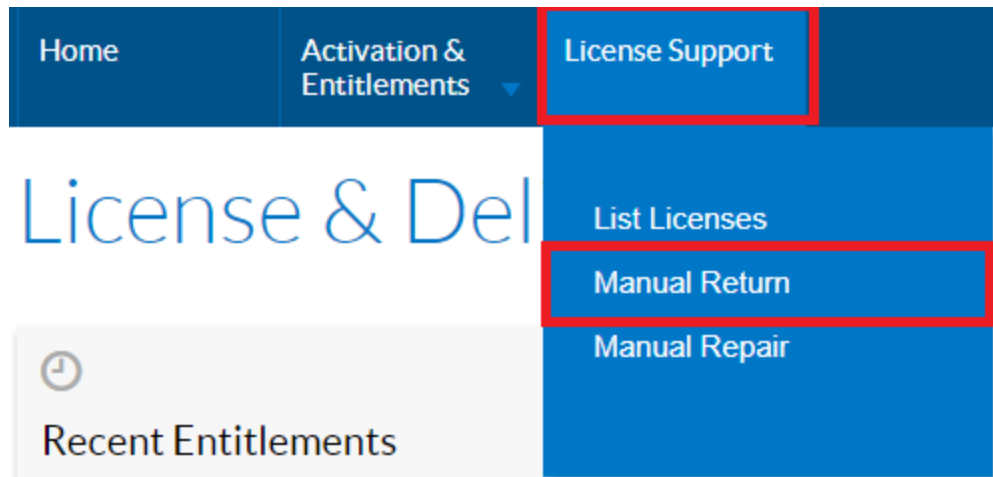 Home
Activation &
Entitlements
License Support
License & Del
List Licenses
Manual Return
Manual Repair
Recent Entitlements